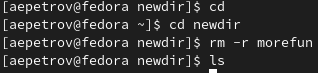 [aepetrov@fedora newdir]$ cd
[aepetrov@fedora ~]$ cd newdir
[aepetrov@fedora newdir]$ rm -r morefun
[aepetrov@fedora newdir]$ ls